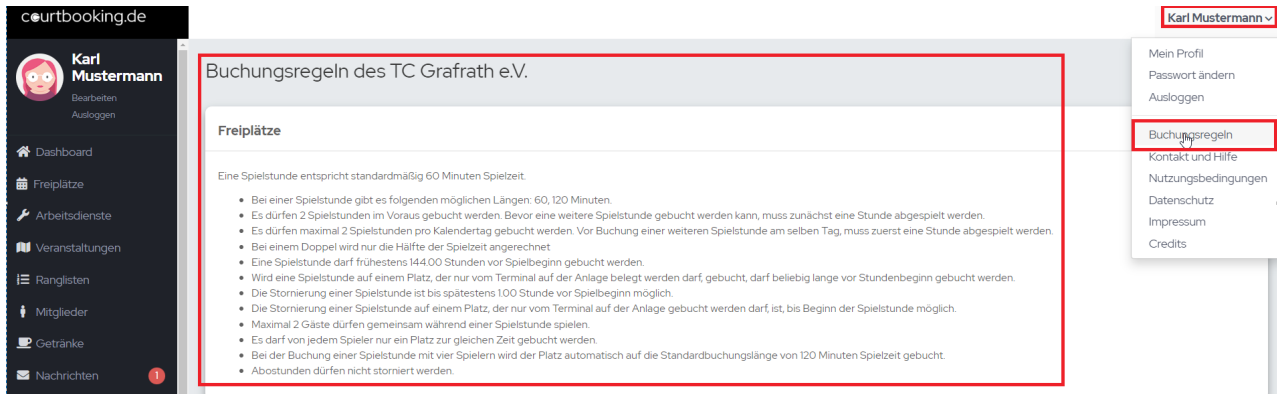 courtbooking.de
Karl Mustermann
Karl
Mustermann
Bearbeiten
Ausloggen
Dashboard
Freiplätze
Arbeitsdienste
Veranstaltungen
Ranglisten
Mitglieder
Getränke
Nachrichten 1
Buchungsregeln des TC Grafrath e.V.
Freiplätze
Eine Spielstunde entspricht standardmäßig 60 Minuten Spielzeit.
Bei einer Spielstunde gibt es folgenden möglichen Längen: 60, 120 Minuten.
Es dürfen 2 Spielstunden im Voraus gebucht werden. Bevor eine weitere Spielstunde gebucht werden kann, muss zunächst eine Stunde abgespielt werden.
Es dürfen maximal 2 Spielstunden pro Kalendertag gebucht werden. Vor Buchung einer weiteren Spielstunde am selben Tag, muss zuerst eine Stunde abgespielt werden.
Bei einem Doppel wird nur die Hälfte der Spielzeit angerechnet
Eine Spielstunde darf frühestens 144.00 Stunden vor Spielbeginn gebucht werden.
Wird eine Spielstunde auf einem Platz, der nur vom Terminal auf der Anlage belegt werden darf, gebucht, darf beliebig lange vor Stundenbeginn gebucht werden.
Die Stornierung einer Spielstunde ist bis spätestens 1.00 Stunde vor Spielbeginn möglich.
Die Stornierung einer Spielstunde auf einem Platz, der nur vom Terminal auf der Anlage gebucht werden darf, ist, bis Beginn der Spielstunde möglich.
Maximal 2 Gäste dürfen gemeinsam während einer Spielstunde spielen.
Es darf von jedem Spieler nur ein Platz zur gleichen Zeit gebucht werden.
Bei der Buchung einer Spielstunde mit vier Spielern wird der Platz automatisch auf die Standardbuchungslänge von 120 Minuten Spielzeit gebucht.
Abostunden dürfen nicht storniert werden.
Mein Profil
Passwort ändern
Ausloggen
Buchungsregeln
Kontakt und Hilfe
Nutzungsbedingungen
Datenschutz
Impressum
Credits